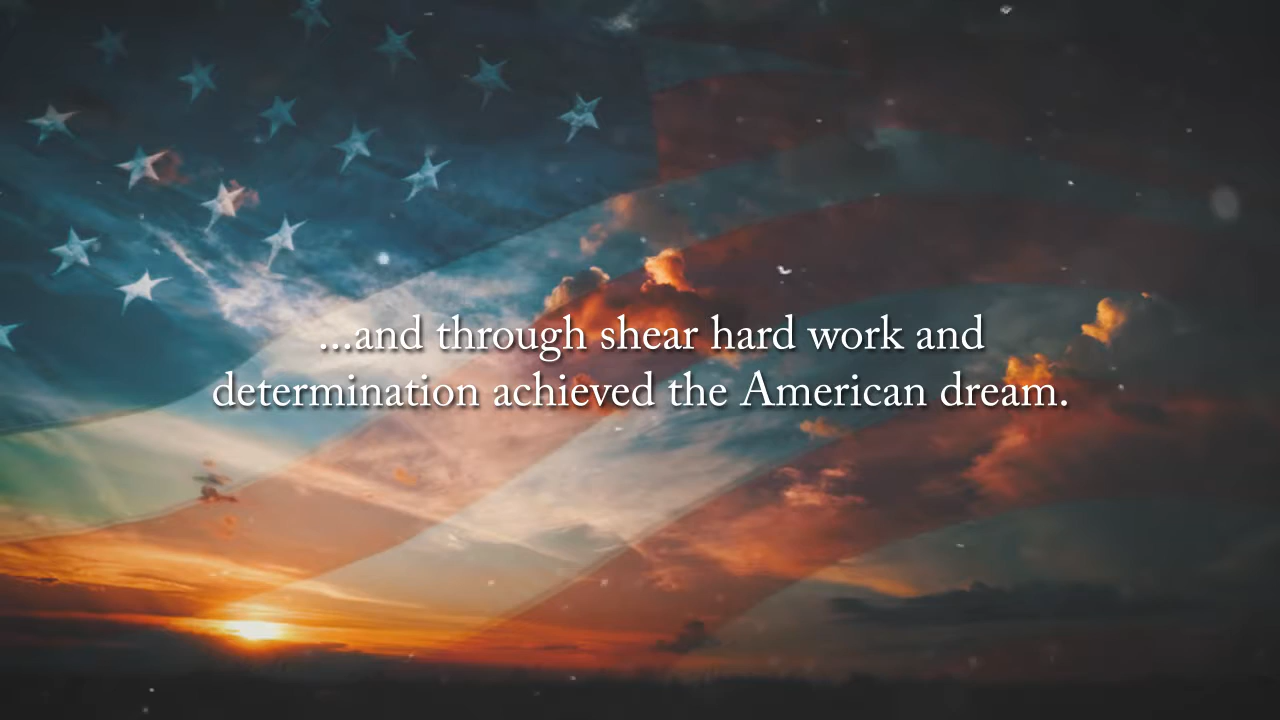 ...and through shear hard work and
determination achieved the American dream.